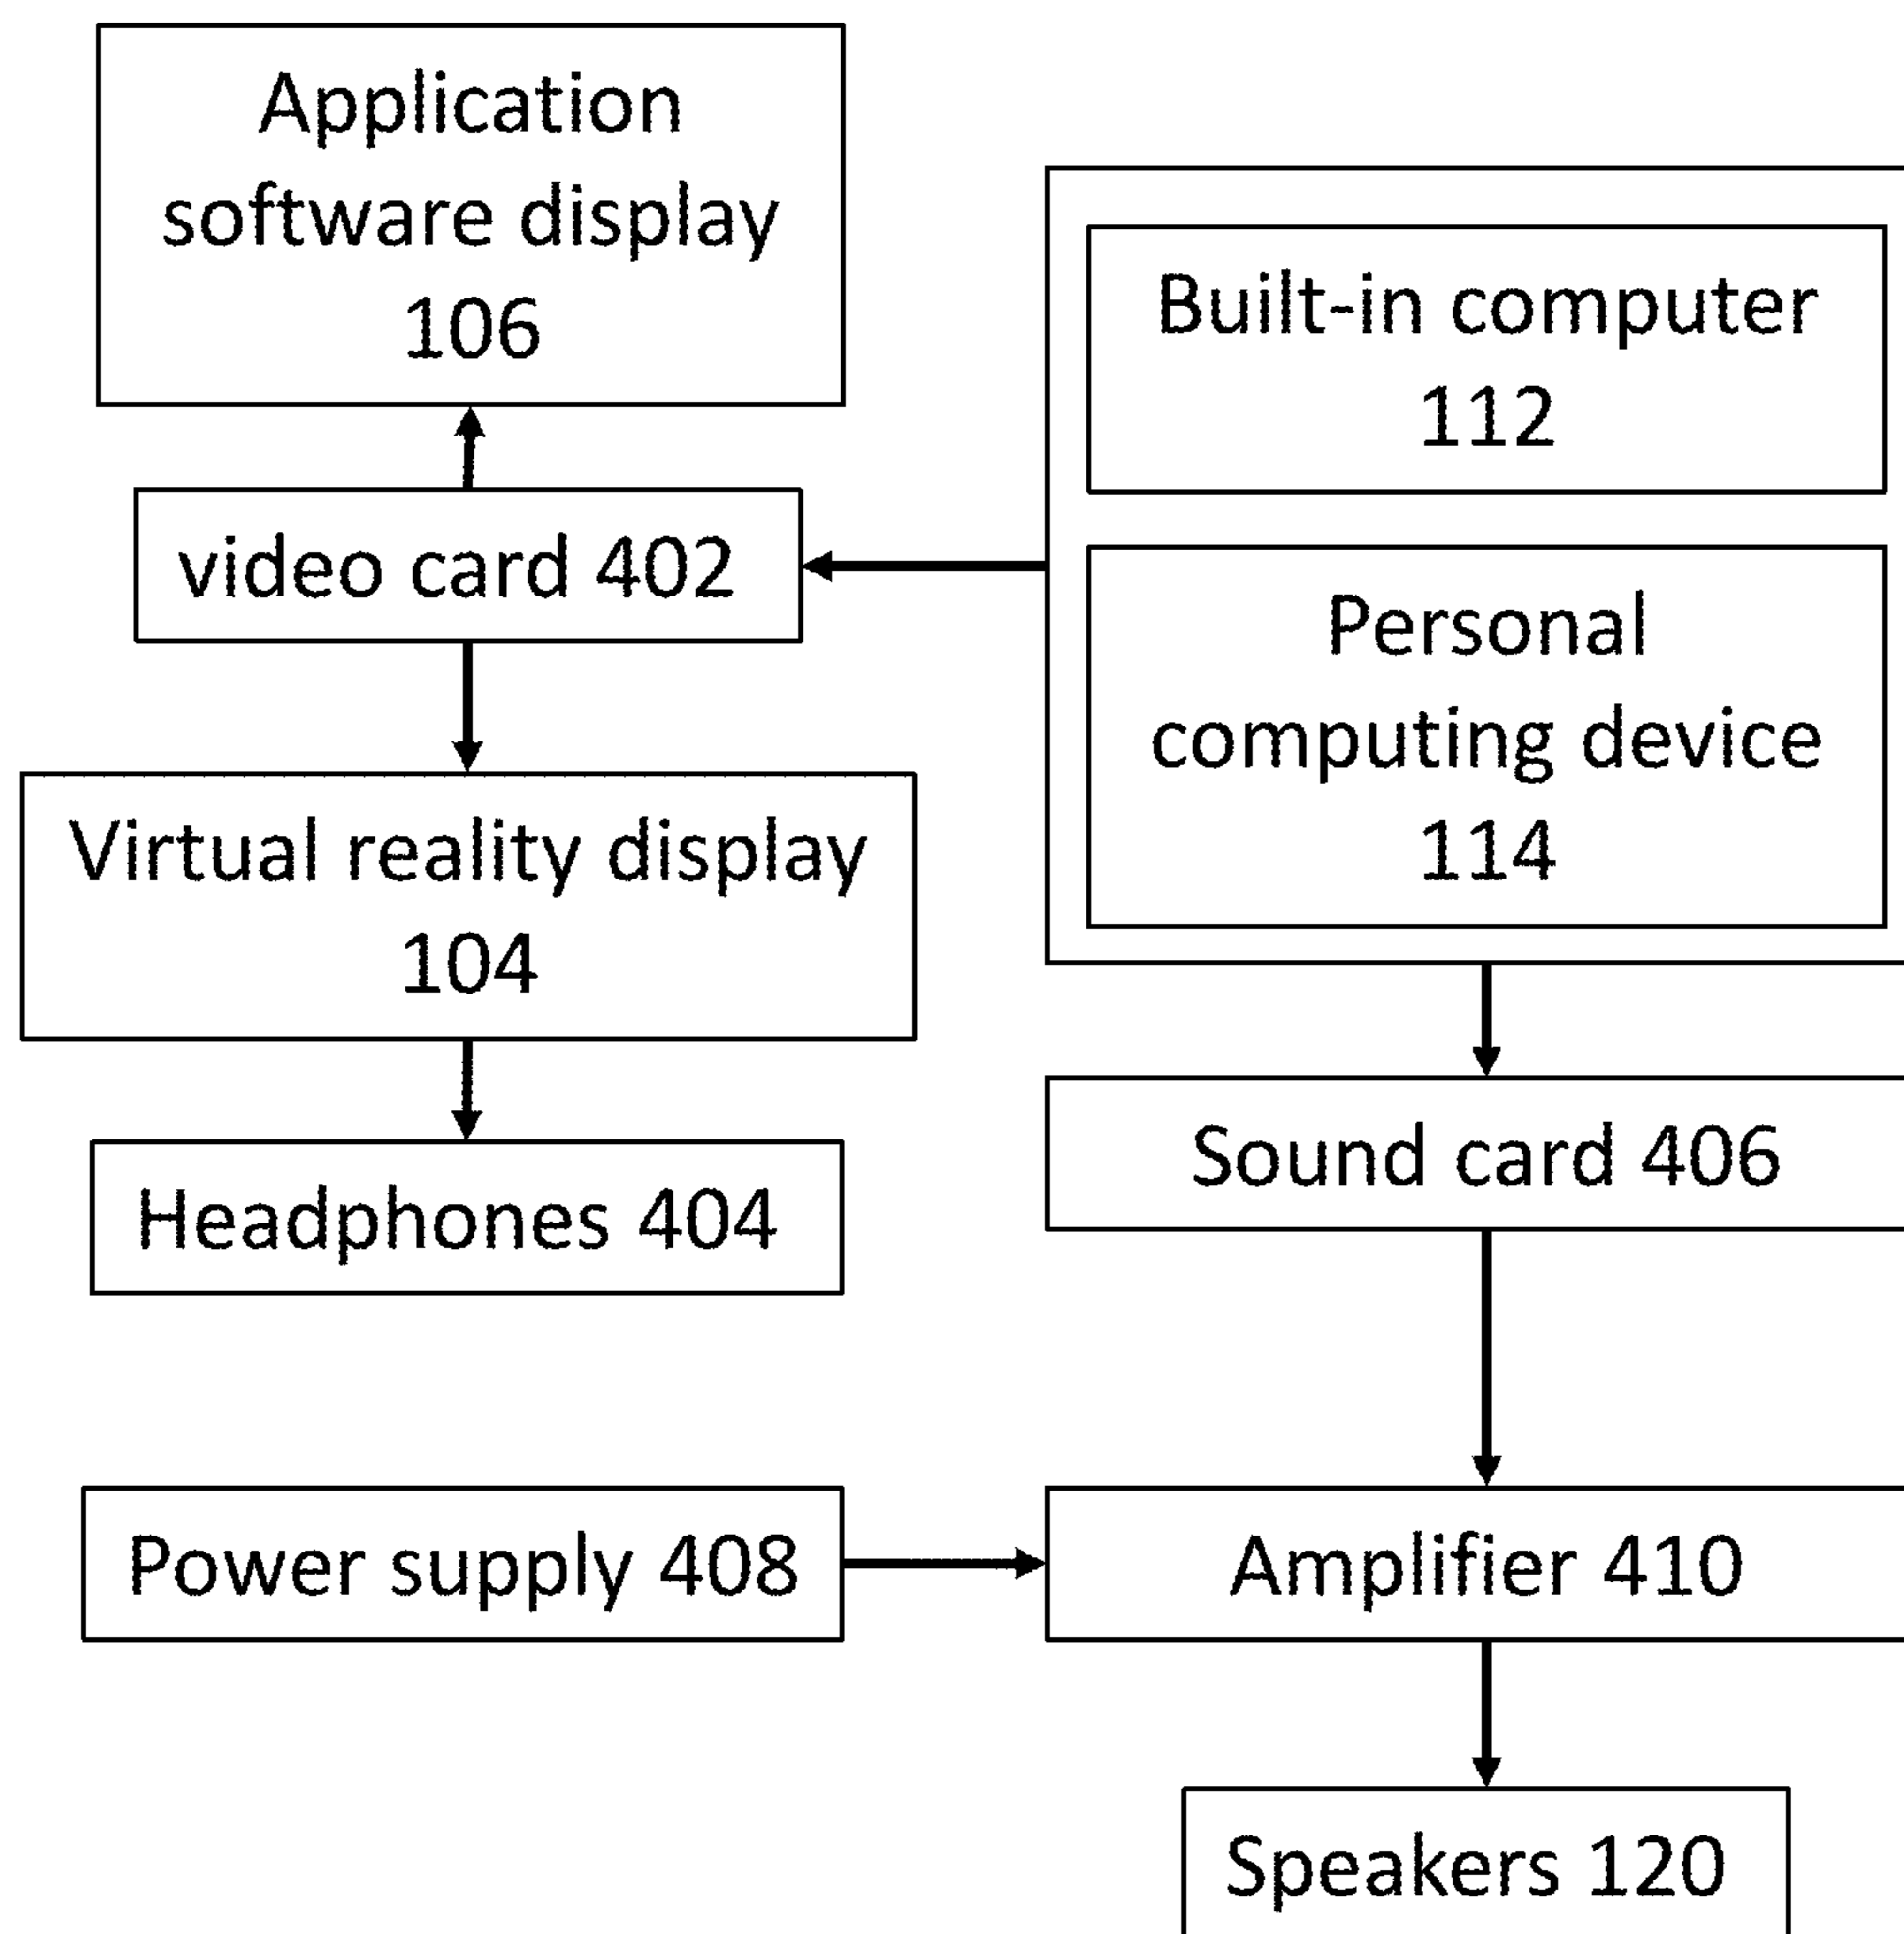 Application
software display
106
Built-in computer
112
video card 402
Personal
computing device
114
Virtual reality display
104
Sound card 406
Headphones 404
Power supply 408
Amplifier 410
Speakers 120